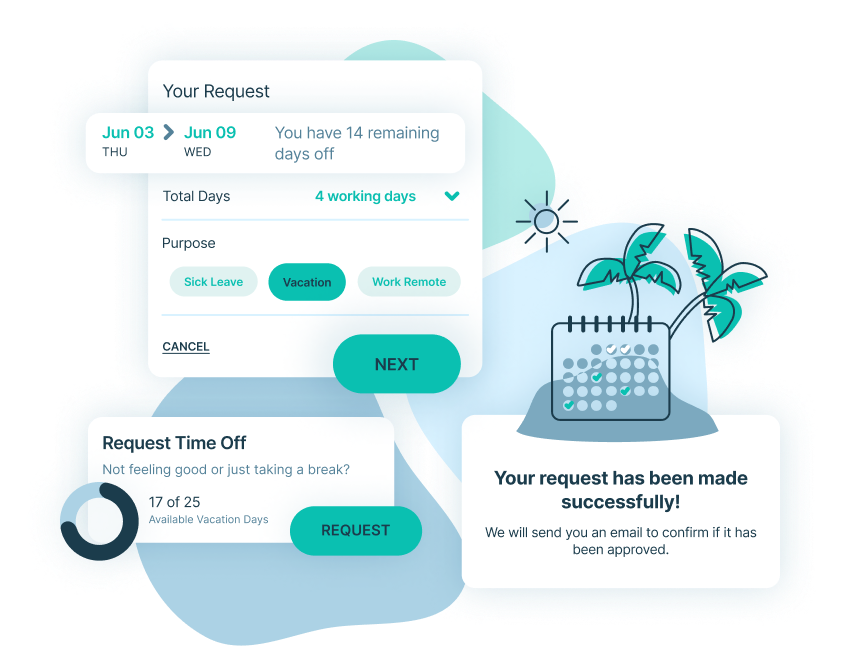 Your Request
Jun 03 Jun 09
THU WED
You have 14 remaining
days off
Total Days 4 working days
Purpose
Sick Leave Vacation Work Remote
CANCEL NEXT
Request Time Off
Not feeling good or just taking a break?
17 of 25
Available Vacation Days
REQUEST
Your request has been made
successfully!
We will send you an email to confirm if it has
been approved.